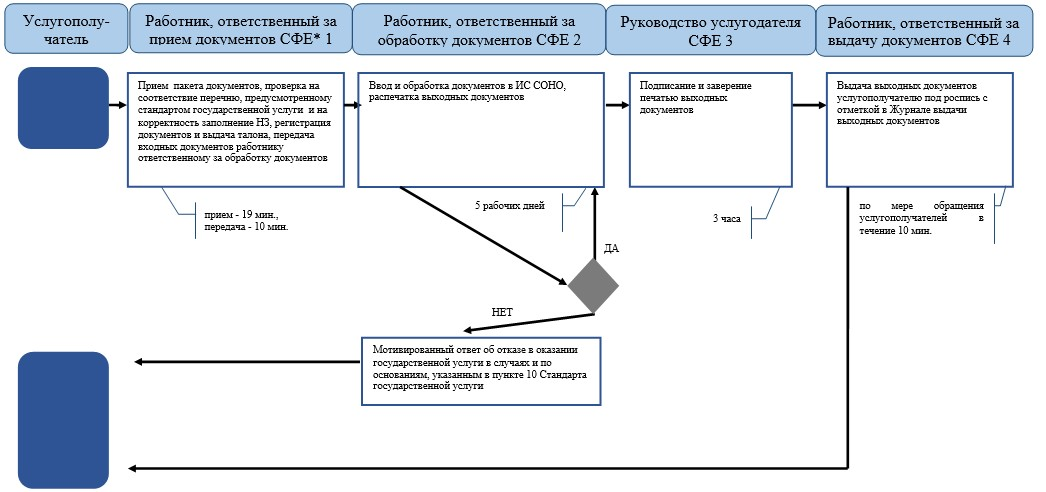 Услугополу-
чатель
Работник, ответственный за
прием документов СФЕ* 1
Работник, ответственный за
обработку документов СФЕ 2
Руководство услугодателя
СФЕ 3
Работник, ответственный за
выдачу документов СФЕ 4
Прием пакета документов, проверка на
соответствие перечню, предусмотренному
стандартом государственной услуги и на
корректность заполнение НЗ, регистрация
документов и выдача талона, передача
входных документов работнику
ответственному за обработку документов
Ввод и обработка документов в ИС СОНО,
распечатка выходных документов
Подписание и заверение
печатью выходных
документов
Выдача выходных документов
услугополучателю под роспись с
отметкой в Журнале выдачи
выходных документов
прием - 19 мин.,
передача - 10 мин.
5 рабочих дней
3 часа
по мере обращения
услугополучателей в
течение 10 мин.
ДА
НЕТ
Мотивированный ответ об отказе в оказании
государственной услуги в случаях и по
основаниям, указанным в пункте 10 Стандарта
государственной услуги